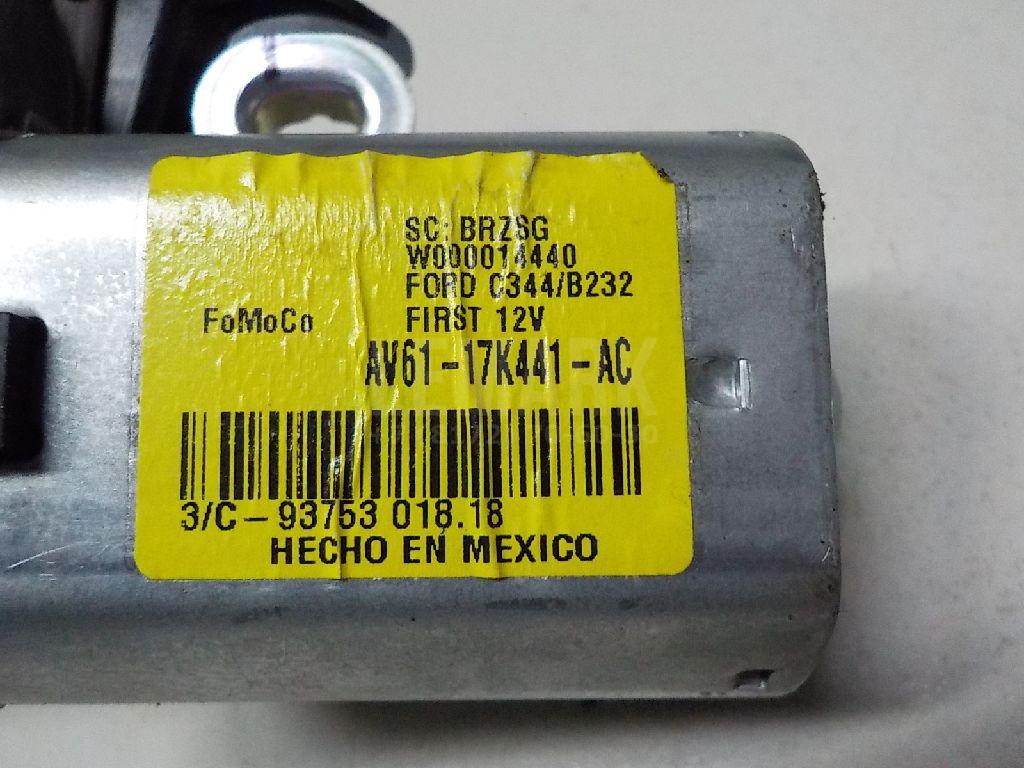 SC: BRZSG
W000014440
FORD C344/B232
FoMoCo FIRST 12V
AV61-17K441-AC
3/C-93753 018.18
HECHO EN MEXICO